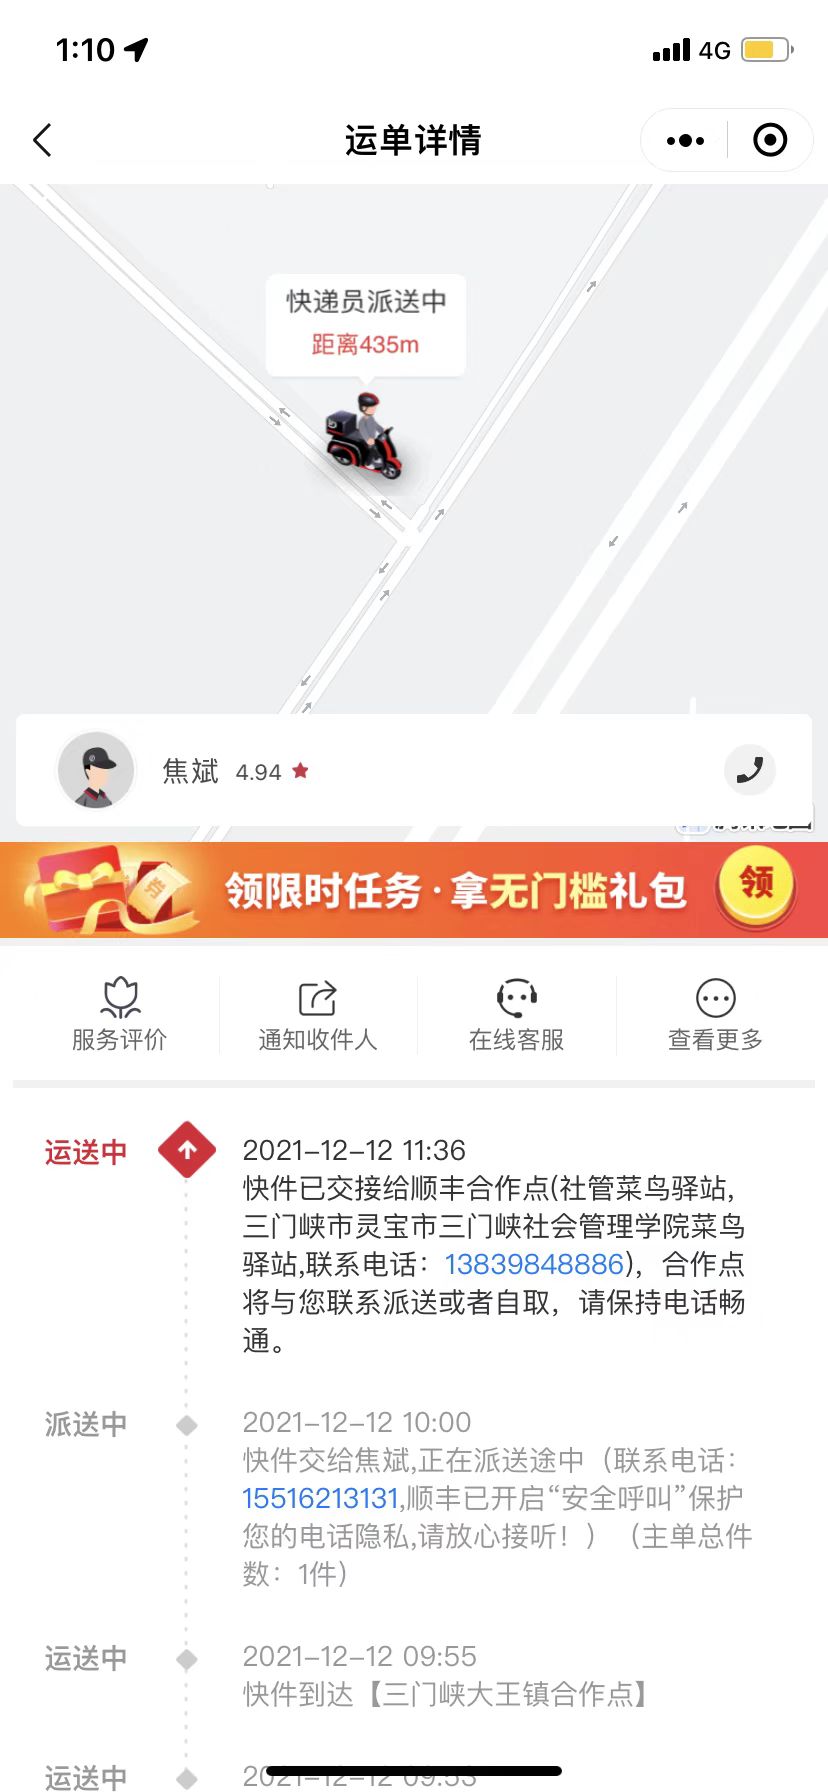 1:10
4G
运单详情
快递员派送中
距离435m
焦斌 4.94
领限时任务·拿无门槛礼包
领
券
服务评价
通知收件人
在线客服
查看更多
运送中
2021-12-12 11:36
快件已交接给顺丰合作点(社管菜鸟驿站,
三门峡市灵宝市三门峡社会管理学院菜鸟
驿站,联系电话：13839848886)，合作点
将与您联系派送或者自取，请保持电话畅
通。
派送中
2021-12-12 10:00
快件交给焦斌,正在派送途中（联系电话：
15516213131,顺丰已开启“安全呼叫”保护
您的电话隐私,请放心接听！）（主单总件
数：1件）
运送中
2021-12-12 09:55
快件到达【三门峡大王镇合作点】
运送中
2021-12-12 09:53